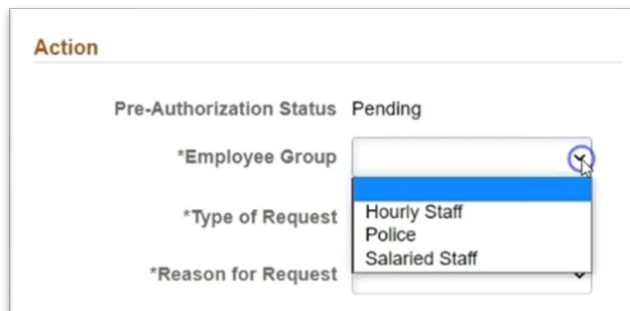 Action
Pre-Authorization Status Pending
*Employee Group
*Type of Request
Hourly Staff
Police
Salaried Staff
*Reason for Request